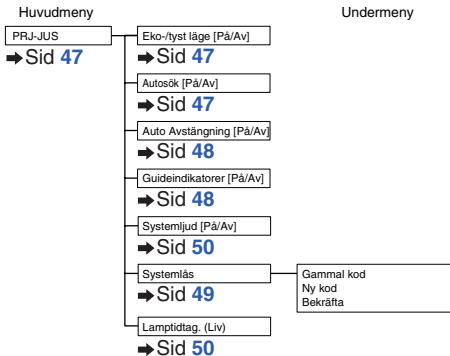 Huvudmeny
Undermeny
PRJ-JUS
➡Sid 47
Eko-/tyst läge [På/Av]
➡Sid 47
Autosök [På/Av]
➡Sid 47
Auto Avstängning [På/Av]
➡Sid 48
Guideindikatorer [På/Av]
➡Sid 48
Systemljud [På/Av]
➡Sid 50
Systemlås
➡Sid 49
Gammal kod
Ny kod
Bekräfta
Lamptidtag. (Liv)
➡Sid 50